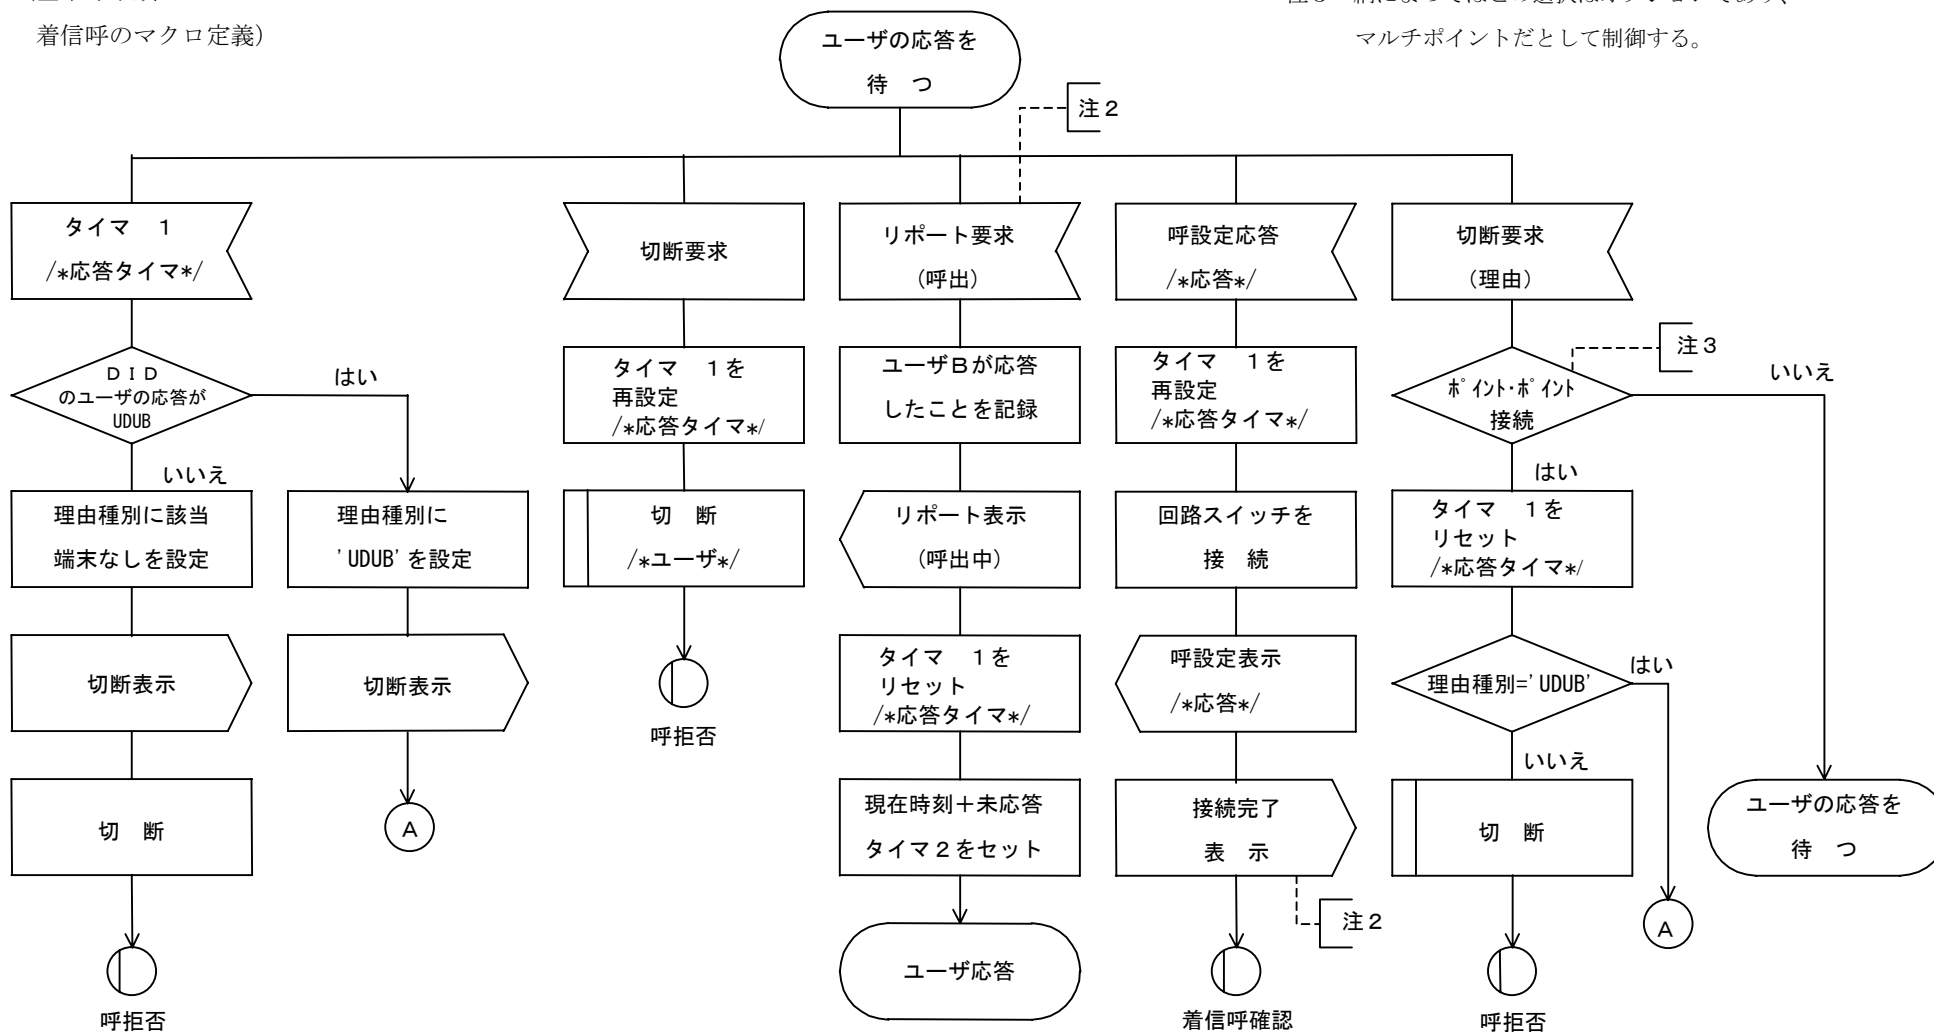 着信呼のマクロ定義）
マルチポイントだとして制御する。
ユーザの応答を
待　つ
注２
タイマ　１
/*応答タイマ*/
切断要求
リポート要求
（呼出）
呼設定応答
/*応答*/
切断要求
（理由）
ＤＩＤ
のユーザの応答が
UDUB
はい
いいえ
タイマ　１を
再設定
/*応答タイマ*/
ユーザＢが応答
したことを記録
タイマ　１を
再設定
/*応答タイマ*/
注３
ﾎﾟｲﾝﾄ･ﾎﾟｲﾝﾄ
接続
いいえ
はい
理由種別に該当
端末なしを設定
理由種別に
'UDUB'を設定
切　断
/*ユーザ*/
リポート表示
（呼出中）
回路スイッチを
接　続
タイマ　１を
リセット
/*応答タイマ*/
切断表示
切断表示
呼拒否
タイマ　１を
リセット
/*応答タイマ*/
呼設定表示
/*応答*/
理由種別='UDUB'
はい
いいえ
切　断
Ａ
現在時刻＋未応答
タイマ２をセット
接続完了
表　示
注２
切　断
Ａ
ユーザの応答を
待　つ
呼拒否
ユーザ応答
着信呼確認
呼拒否